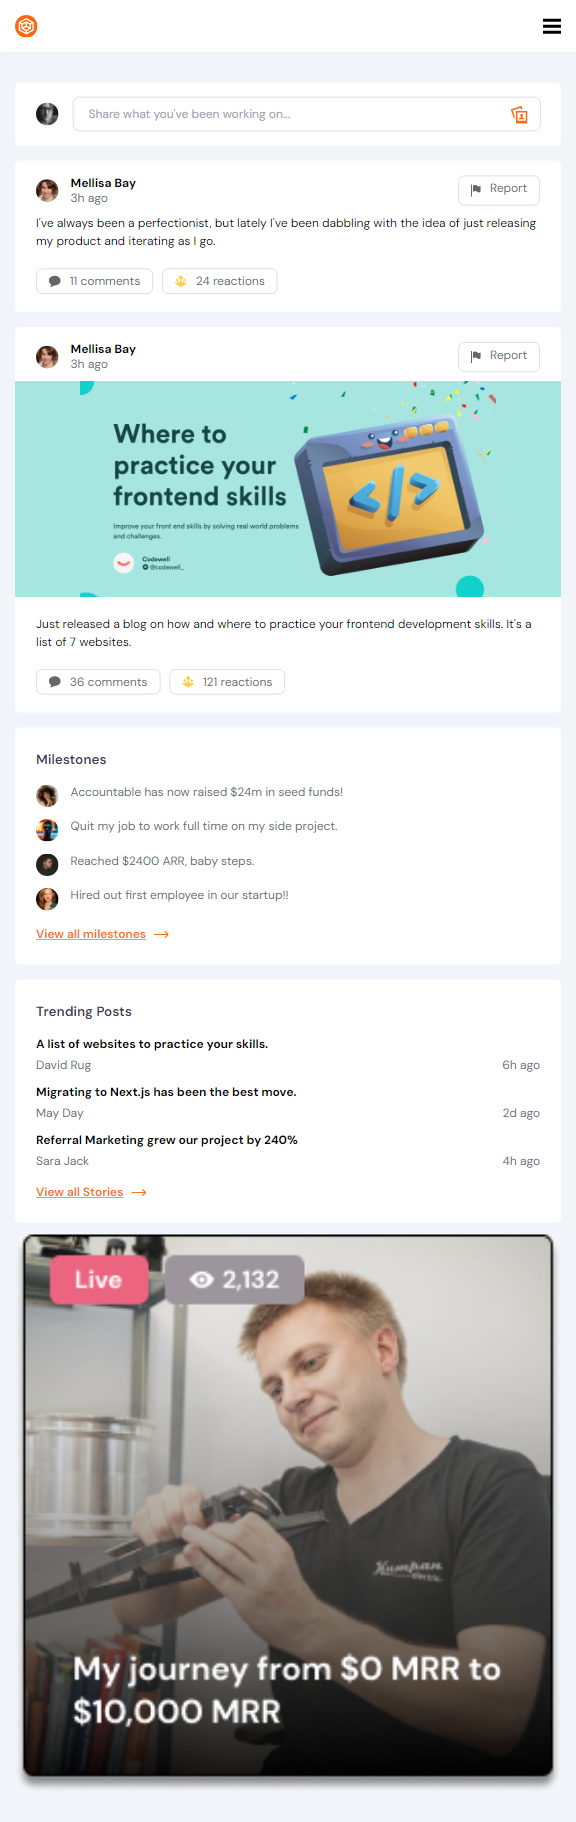 Share what you've been working on...
Mellisa Bay
3h ago
Report
I've always been a perfectionist, but lately I've been dabbling with the idea of just releasing
my product and iterating as I go.
11 comments
24 reactions
Mellisa Bay
3h ago
Report
Where to
practice your
frontend skills
Improve your front end skills by solving real world problems
and challenges.
Codewell
@codewell_
Just released a blog on how and where to practice your frontend development skills. It's a
list of 7 websites.
36 comments
121 reactions
Milestones
Accountable has now raised $24m in seed funds!
Quit my job to work full time on my side project.
Reached $2400 ARR, baby steps.
Hired out first employee in our startup!!
View all milestones
Trending Posts
A list of websites to practice your skills.
David Rug
6h ago
Migrating to Next.js has been the best move.
May Day
2d ago
Referral Marketing grew our project by 240%
Sara Jack
4h ago
View all Stories
Live
2,132
Kumpan
electric
My journey from $0 MRR to
$10,000 MRR